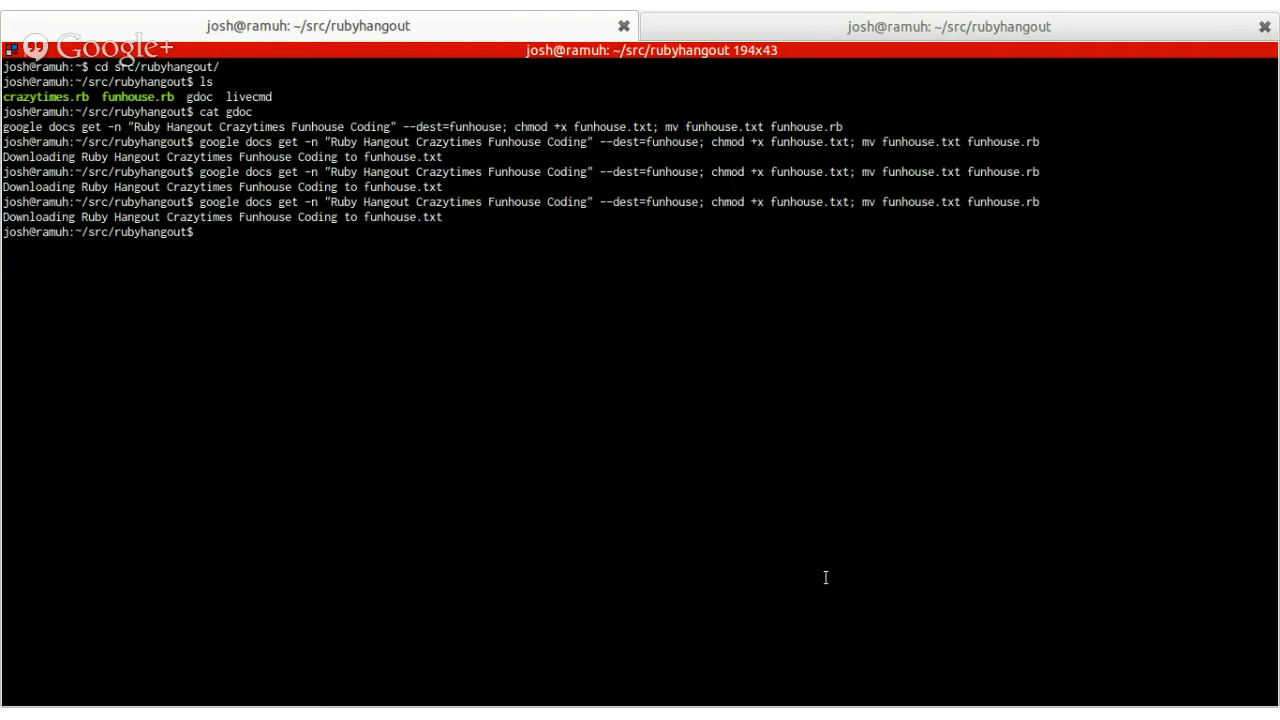 josh@ramuh: ~/src/rubyhangout
josh@ramuh: ~/src/rubyhangout
Google+
josh@ramuh: ~/src/rubyhangout 194x43
josh@ramuh:~$ cd src/rubyhangout/
josh@ramuh:~/src/rubyhangout$ ls
crazytimes.rb  funhouse.rb  gdoc  livecmd
josh@ramuh:~/src/rubyhangout$ cat gdoc
google docs get -n "Ruby Hangout Crazytimes Funhouse Coding" --dest=funhouse; chmod +x funhouse.txt; mv funhouse.txt funhouse.rb
josh@ramuh:~/src/rubyhangout$ google docs get -n "Ruby Hangout Crazytimes Funhouse Coding" --dest=funhouse; chmod +x funhouse.txt; mv funhouse.txt funhouse.rb
Downloading Ruby Hangout Crazytimes Funhouse Coding to funhouse.txt
josh@ramuh:~/src/rubyhangout$ google docs get -n "Ruby Hangout Crazytimes Funhouse Coding" --dest=funhouse; chmod +x funhouse.txt; mv funhouse.txt funhouse.rb
Downloading Ruby Hangout Crazytimes Funhouse Coding to funhouse.txt
josh@ramuh:~/src/rubyhangout$ google docs get -n "Ruby Hangout Crazytimes Funhouse Coding" --dest=funhouse; chmod +x funhouse.txt; mv funhouse.txt funhouse.rb
Downloading Ruby Hangout Crazytimes Funhouse Coding to funhouse.txt
josh@ramuh:~/src/rubyhangout$